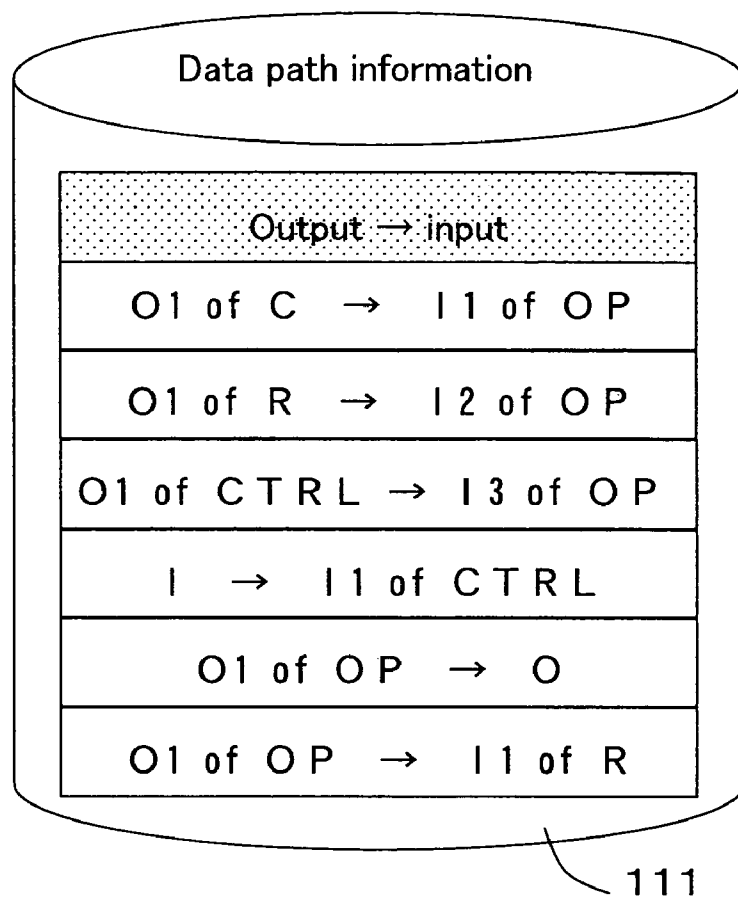 Data path information
Output → input
O1 of C → I1 of OP
O1 of R → I2 of OP
O1 of CTRL → I3 of OP
I → I1 of CTRL
O1 of OP → O
O1 of OP → I1 of R
111